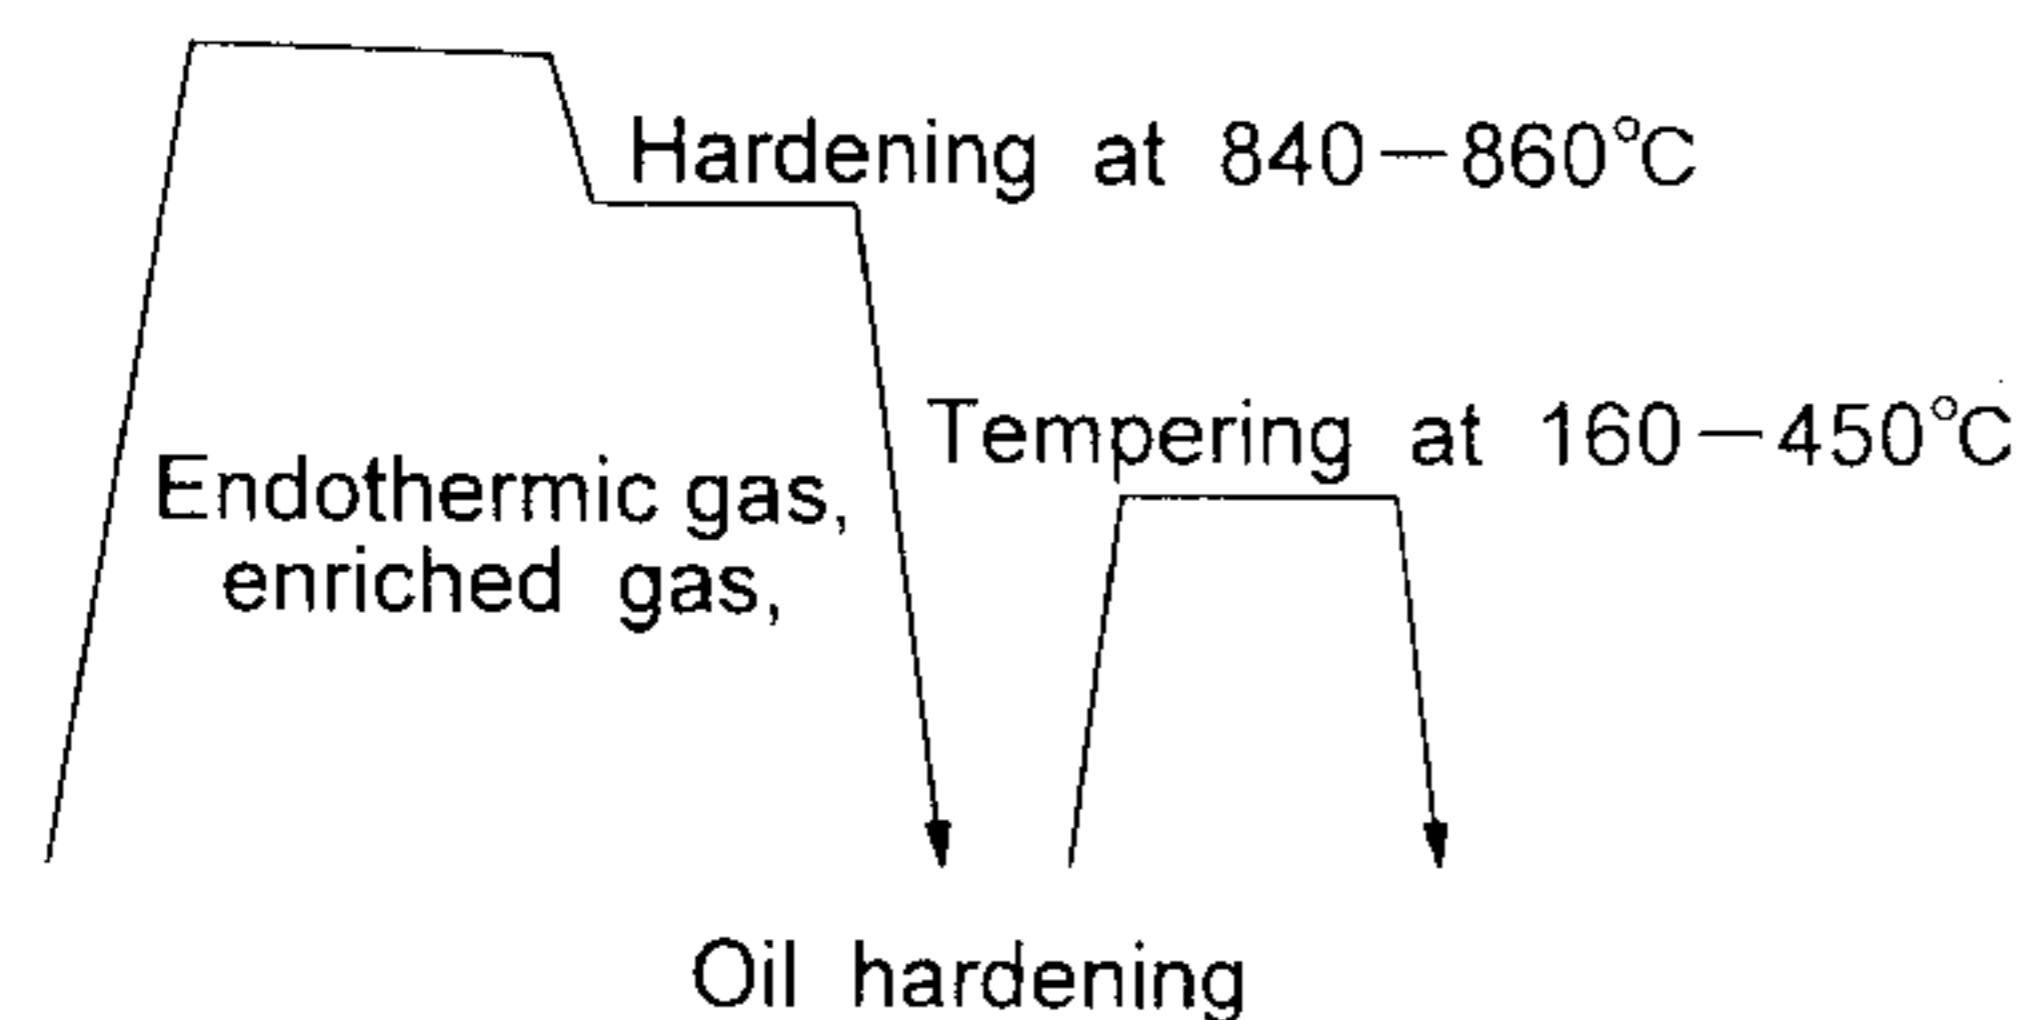 Hardening at 840-860°C
Tempering at 160-450°C
Endothermic gas,
enriched gas,
Oil hardening